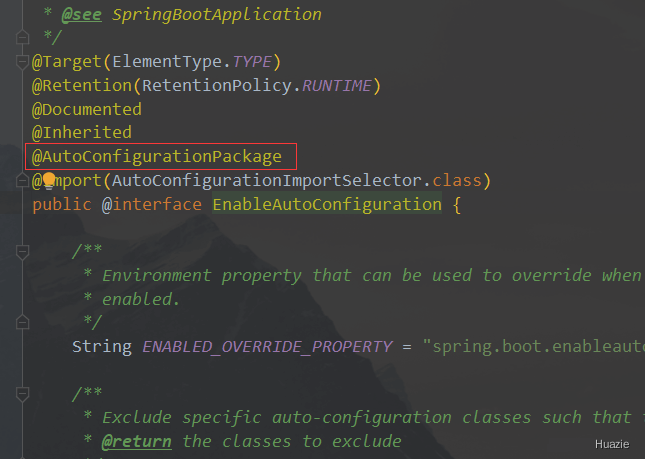 * @see SpringBootApplication
*/
@Target(ElementType.TYPE)
@Retention(RetentionPolicy.RUNTIME)
@Documented
@Inherited
@AutoConfigurationPackage
@Import(AutoConfigurationImportSelector.class)
public @interface EnableAutoConfiguration {
/**
* Environment property that can be used to override when
* enabled.
*/
String ENABLED_OVERRIDE_PROPERTY = "spring.boot.enableauto
/**
* Exclude specific auto-configuration classes such that
* @return the classes to exclude
Huazie